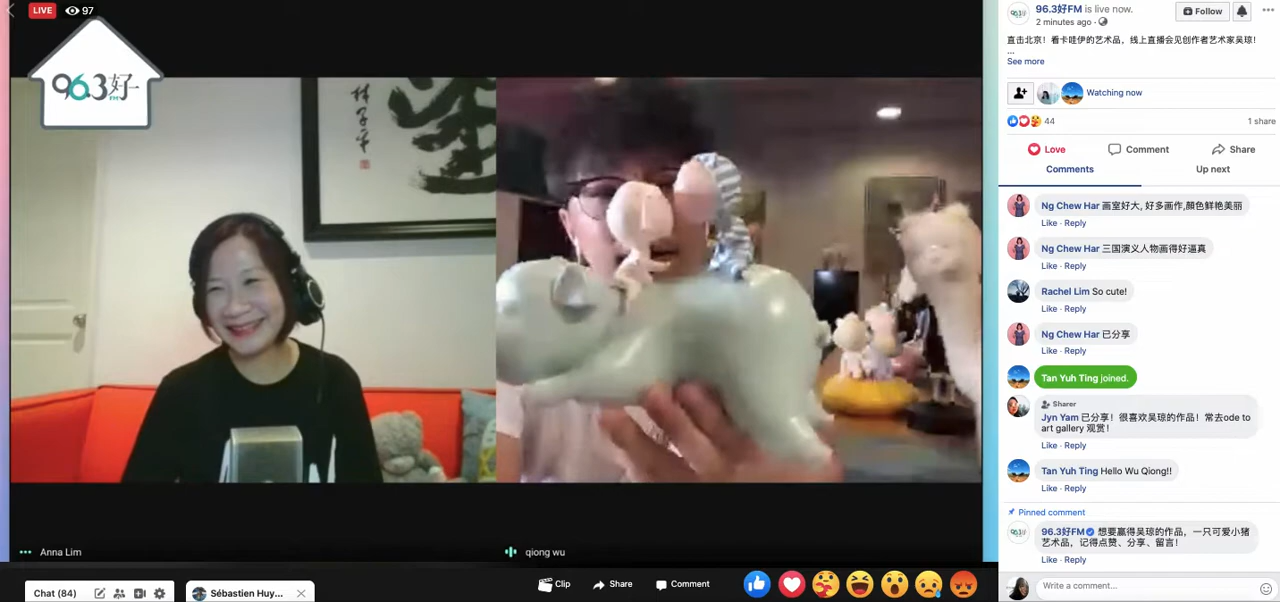 LIVE 97
96.3好FM
96.3好FM is live now.
2 minutes ago
Follow
直击北京！看卡哇伊的艺术品，线上直播会见创作者艺术家吴琼！
...
See more
Watching now
44
1 share
Love
Comment
Share
Comments
Up next
Ng Chew Har 画室好大, 好多画作,顏色鲜艳美丽
Like · Reply
Ng Chew Har 三国演义人物画得好逼真
Like · Reply
Rachel Lim So cute!
Like · Reply
Ng Chew Har 已分享
Like · Reply
Tan Yuh Ting joined.
Sharer
Jyn Yam 已分享！很喜欢吴琼的作品！常去ode to
art gallery 观赏！
Like · Reply
Tan Yuh Ting Hello Wu Qiong!!
Like · Reply
Pinned comment
96.3好FM 想要赢得吴琼的作品，一只可爱小猪
艺术品，记得点赞、分享、留言！
Like · Reply
Write a comment...
Anna Lim
qiong wu
Clip
Share
Comment
Chat (84)
Sébastien Huy...